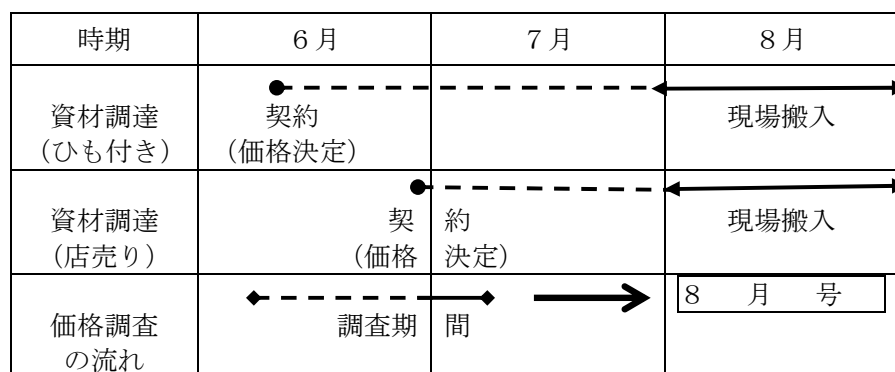 時期 6月 7月 8月
資材調達
(ひも付き)
契約
(価格決定)
現場搬入
資材調達
(店売り)
契 約
(価格 決定)
現場搬入
価格調査
の流れ
調査期 間
8 月 号